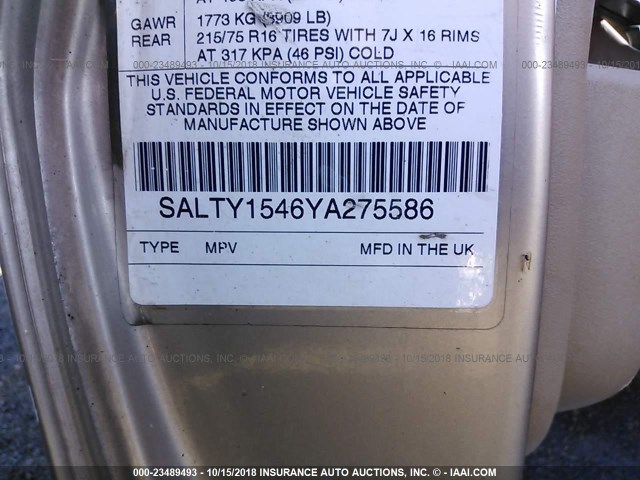 GAWR 1773 KG (3909 LB)
REAR 215/75 R16 TIRES WITH 7J X 16 RIMS
AT 317 KPA (46 PSI) COLD
THIS VEHICLE CONFORMS TO ALL APPLICABLE
U.S. FEDERAL MOTOR VEHICLE SAFETY
STANDARDS IN EFFECT ON THE DATE OF
MANUFACTURE SHOWN ABOVE
SALTY1546YA275586
TYPE MPV MFD IN THE UK
000-23489493 - 10/15/2018 INSURANCE AUTO AUCTIONS, INC. © - IAAI.COM